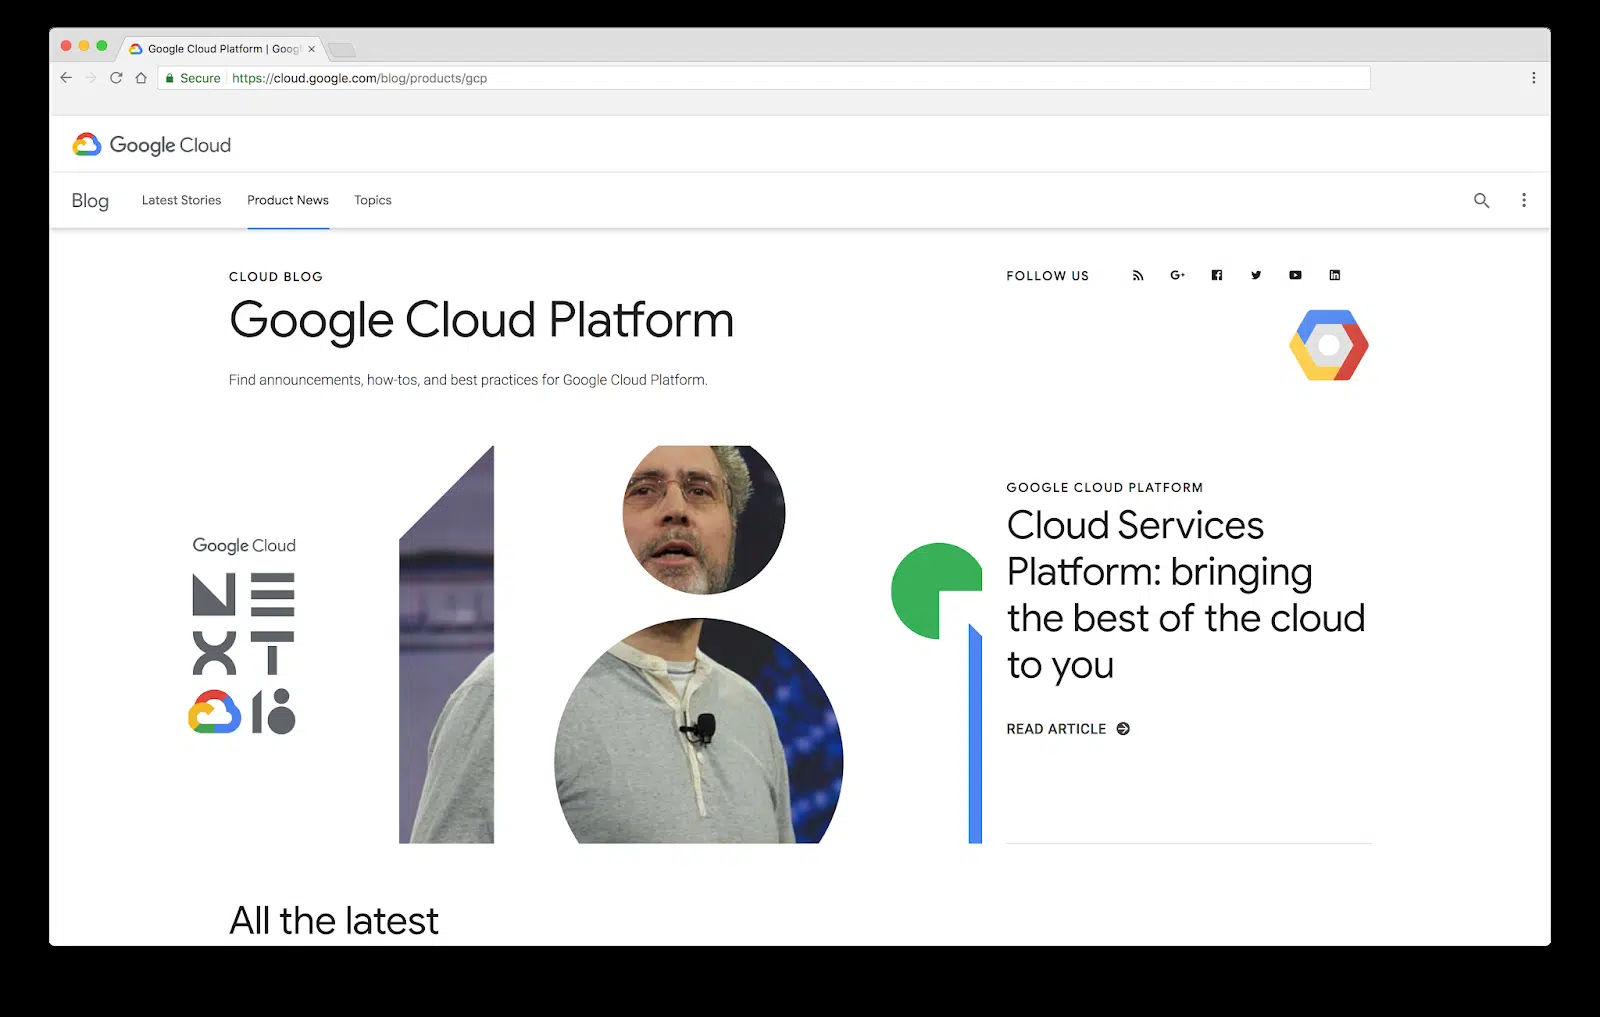 Google Cloud Platform | Goog
Secure https://cloud.google.com/blog/products/gcp
Google Cloud
Blog Latest Stories Product News Topics
CLOUD BLOG
Google Cloud Platform
Find announcements, how-tos, and best practices for Google Cloud Platform.
FOLLOW US
Google Cloud
NE
XT
18
GOOGLE CLOUD PLATFORM
Cloud Services
Platform: bringing
the best of the cloud
to you
READ ARTICLE
All the latest